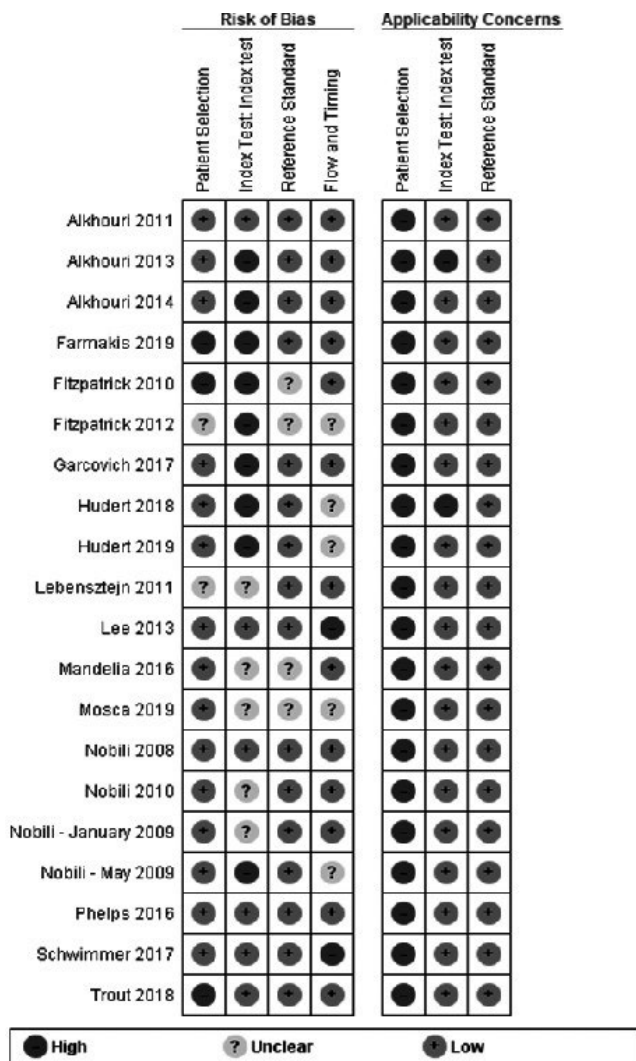 Risk of Bias
Applicability Concerns
Patient Selection
Index Test: Index test
Reference Standard
Flow and Timing
Patient Selection
Index Test: Index test
Reference Standard
Alkhouri 2011 + + + + - + +
Alkhouri 2013 + - + + - - +
Alkhouri 2014 + - + + - + +
Farmakis 2019 - - + + - + +
Fitzpatrick 2010 - - ? + - + +
Fitzpatrick 2012 ? - ? ? - + +
Garcovich 2017 + - + + - + +
Hudert 2018 + - + ? - - +
Hudert 2019 + - + ? - + +
Lebensztejn 2011 ? ? + + - + +
Lee 2013 + + + - - + +
Mandelia 2016 + ? ? + - + +
Mosca 2019 + ? ? ? - + +
Nobili 2008 + + + + - + +
Nobili 2010 + ? + + - + +
Nobili - January 2009 + ? + + - + +
Nobili - May 2009 + - + ? - + +
Phelps 2016 + + + + - + +
Schwimmer 2017 + + + - - + +
Trout 2018 - + + + - + +
- High ? Unclear + Low